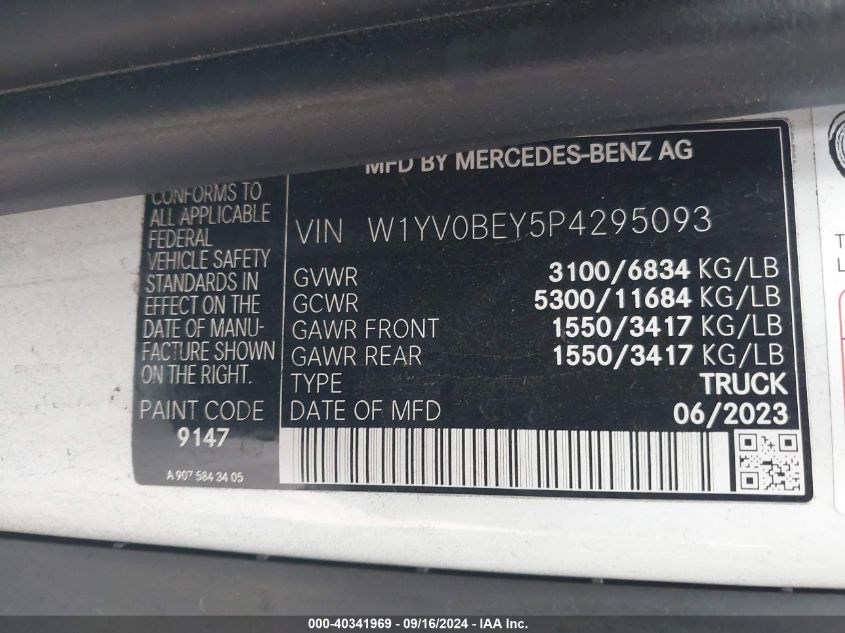 MFD BY MERCEDES-BENZ AG
CONFORMS TO
ALL APPLICABLE
FEDERAL
VEHICLE SAFETY
STANDARDS IN
EFFECT ON THE
DATE OF MANU-
FACTURE SHOWN
ON THE RIGHT.
PAINT CODE
9147
A 907 584 34 05
VIN W1YV0BEY5P4295093
GVWR 3100/6834 KG/LB
GCWR 5300/11684 KG/LB
GAWR FRONT 1550/3417 KG/LB
GAWR REAR 1550/3417 KG/LB
TYPE TRUCK
DATE OF MFD 06/2023
T
L
000-40341969 - 09/16/2024 - IAA Inc.